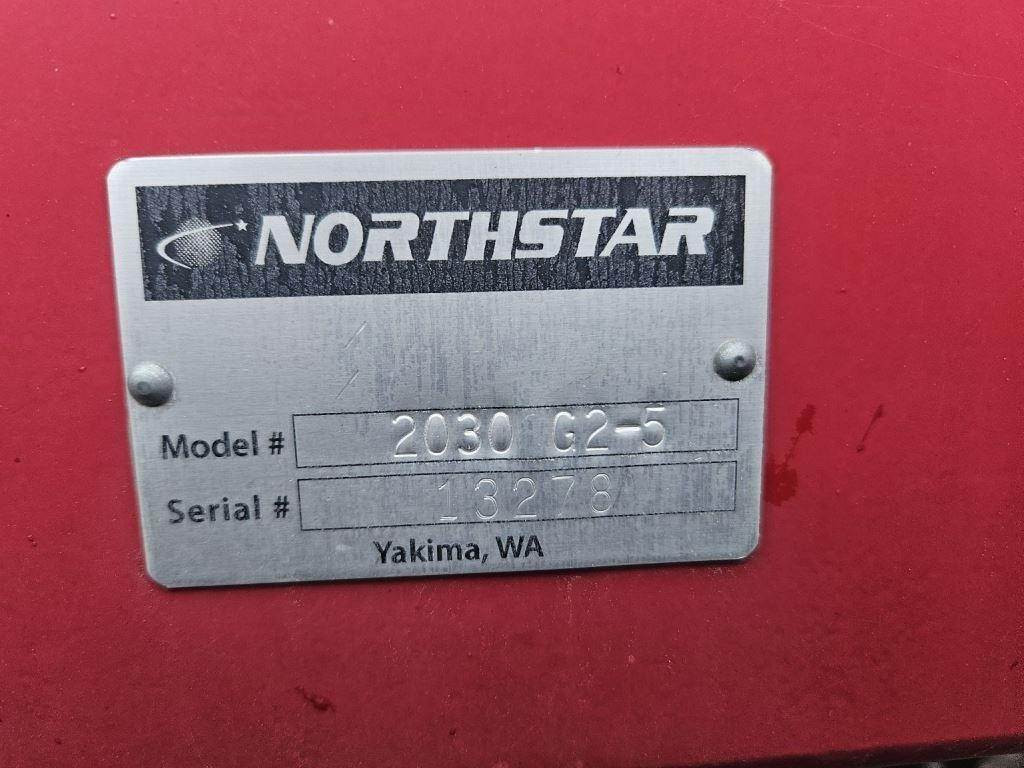 NORTHSTAR
Model # 2030 G2-5
Serial # 13278
Yakima, WA